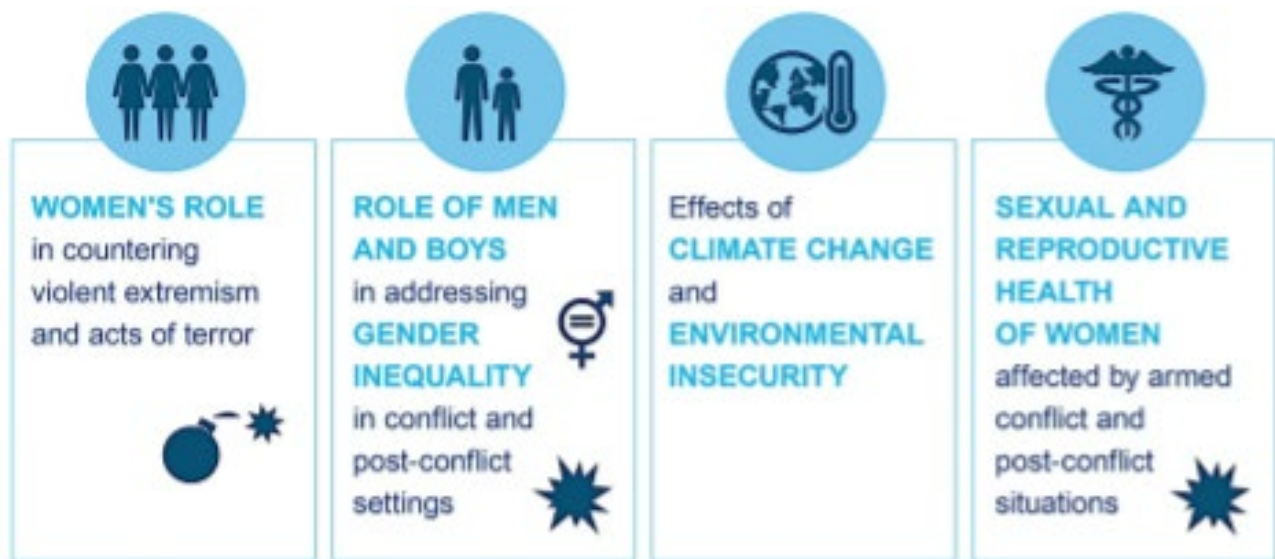 WOMEN'S ROLE
in countering
violent extremism
and acts of terror
ROLE OF MEN
AND BOYS
in addressing
GENDER
INEQUALITY
in conflict and
post-conflict
settings
Effects of
CLIMATE CHANGE
and
ENVIRONMENTAL
INSECURITY
SEXUAL AND
REPRODUCTIVE
HEALTH
OF WOMEN
affected by armed
conflict and
post-conflict
situations